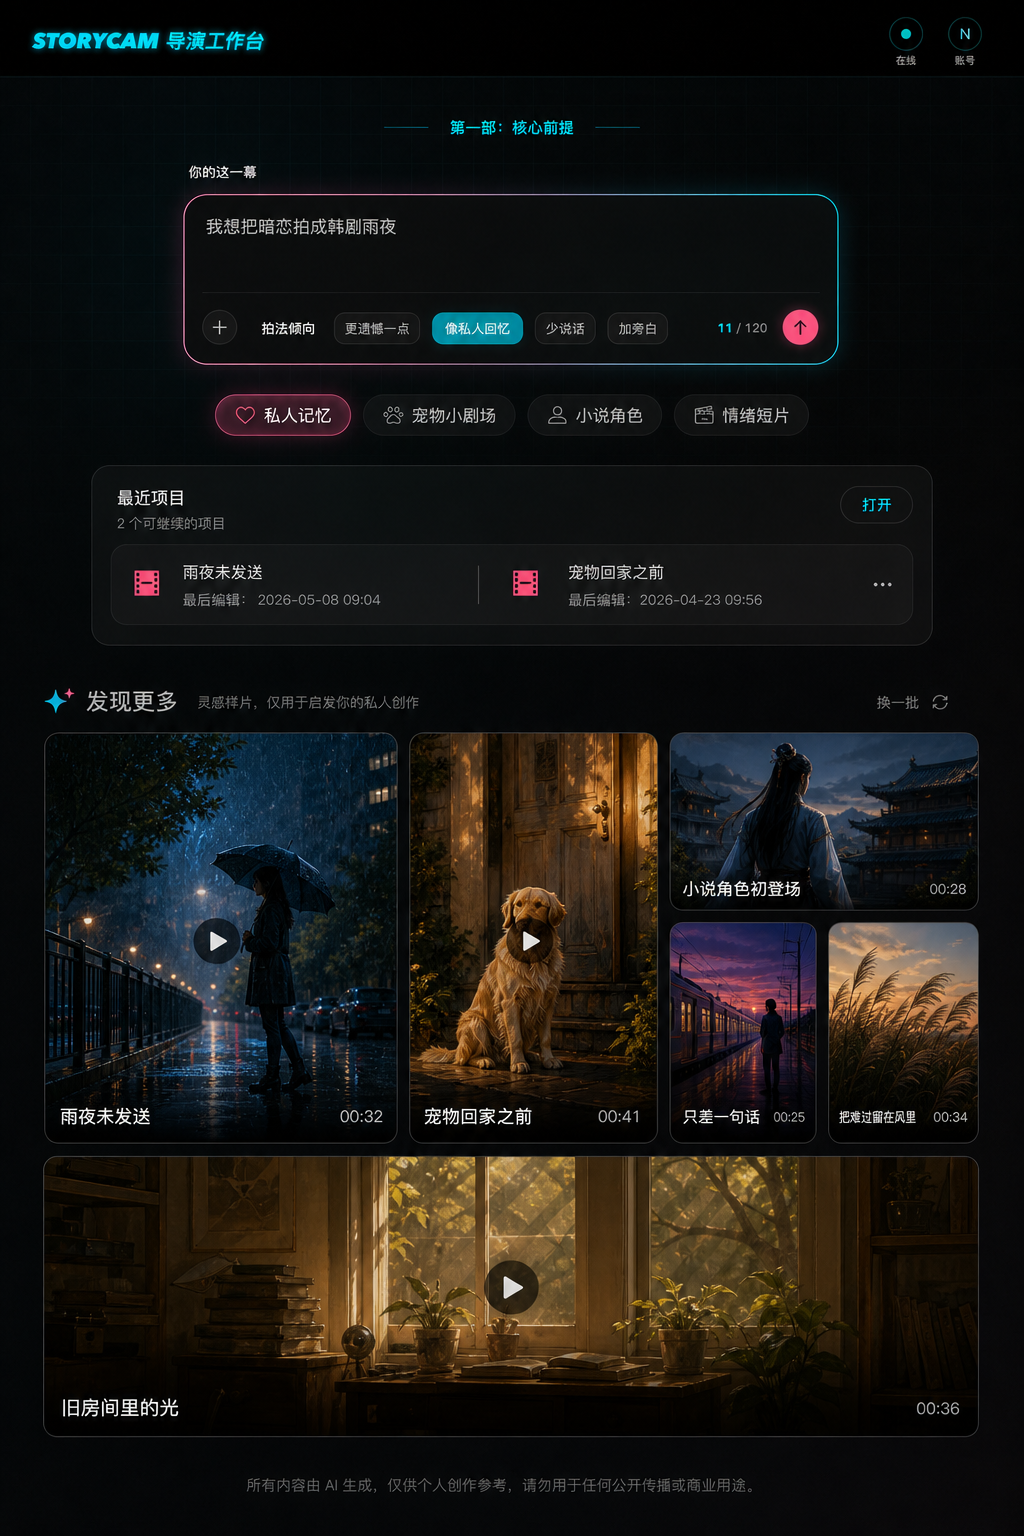 STORYCAM 导演工作台
在线
N
账号
第一部：核心前提
你的这一幕
我想把暗恋拍成韩剧雨夜
拍法倾向 更遗憾一点 像私人回忆 少说话 加旁白 11 / 120
私人记忆 宠物小剧场 小说角色 情绪短片
最近项目
2 个可继续的项目
打开
雨夜未发送
最后编辑： 2026-05-08 09:04
宠物回家之前
最后编辑：2026-04-23 09:56
发现更多 灵感样片，仅用于启发你的私人创作 换一批
小说角色初登场 00:28
雨夜未发送 00:32
宠物回家之前 00:41
只差一句话 00:25
把难过留在风里 00:34
旧房间里的光 00:36
所有内容由 AI 生成，仅供个人创作参考，请勿用于任何公开传播或商业用途。